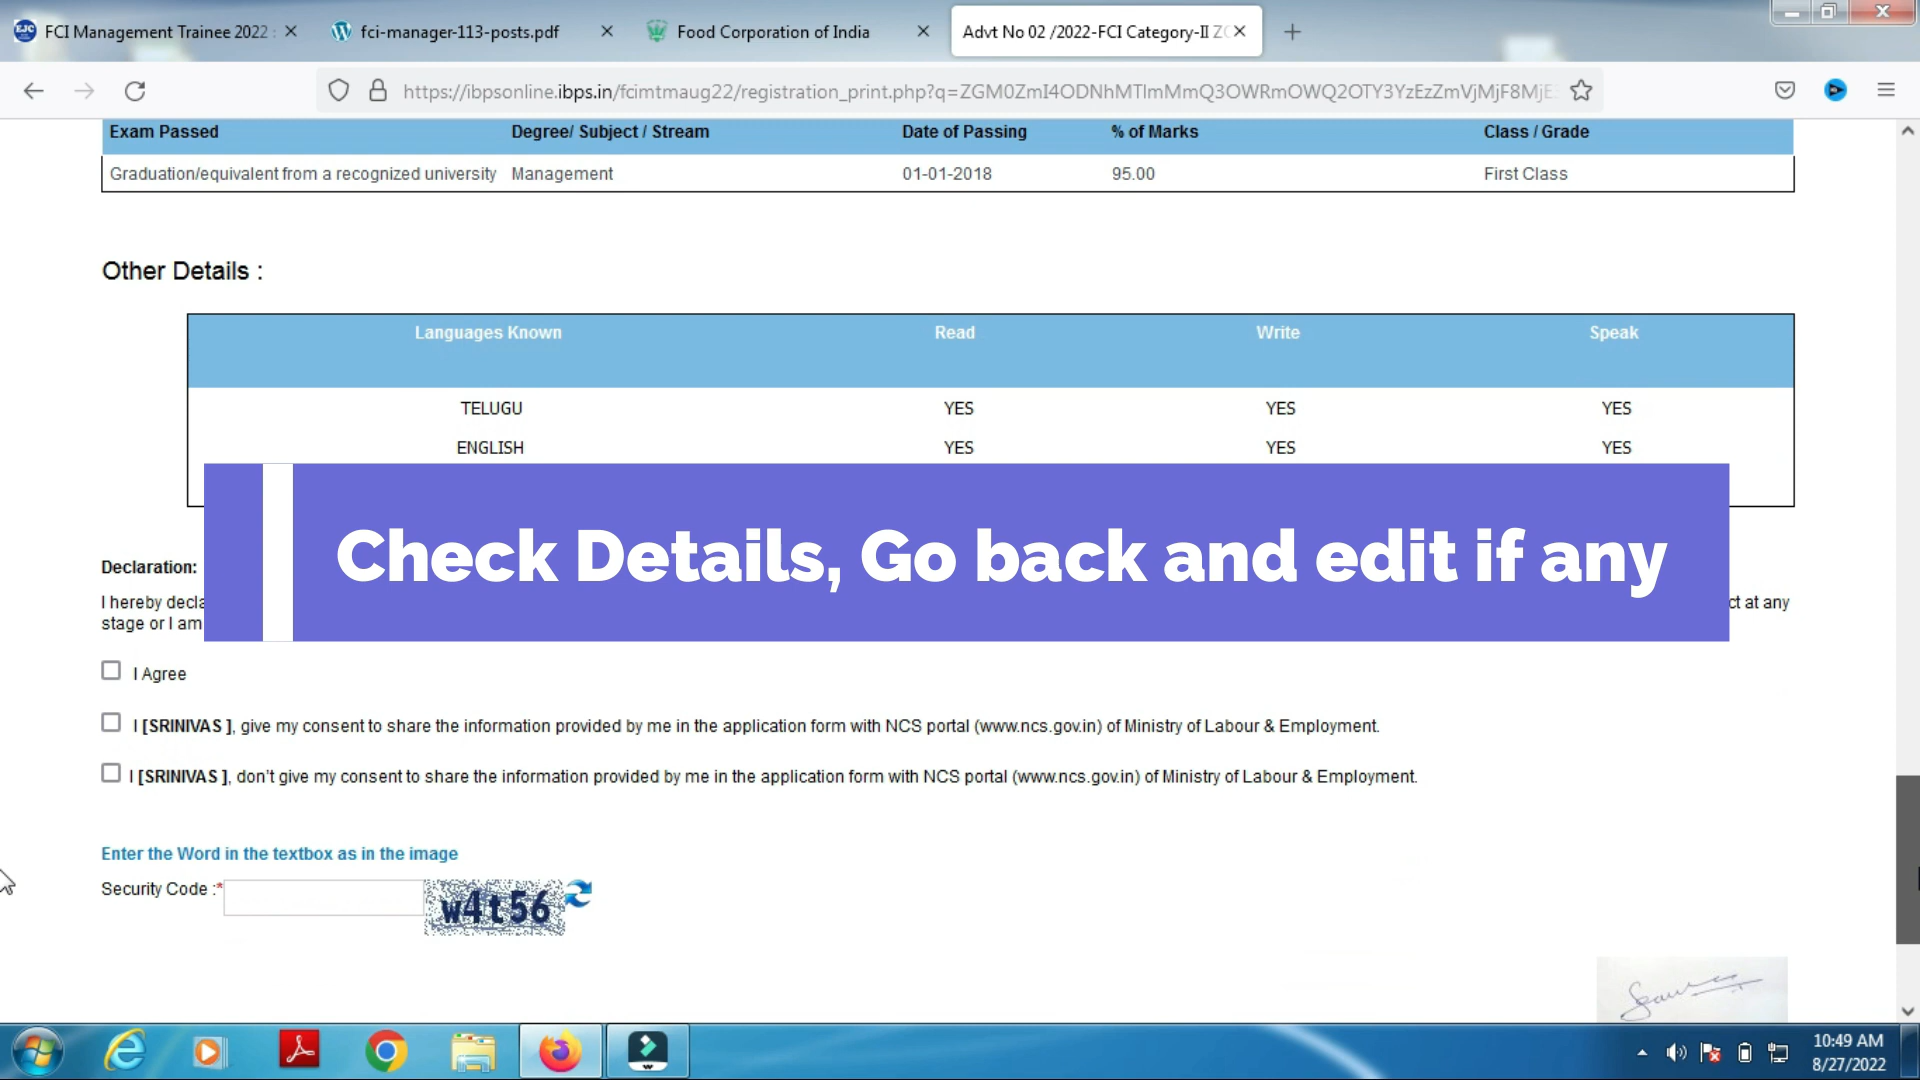 FCI Management Trainee 2022 :
fci-manager-113-posts.pdf
Food Corporation of India
Advt No 02 /2022-FCI Category-II ZO
https://ibpsonline.ibps.in/fcimtmaug22/registration_print.php?q=
Exam Passed Degree/ Subject / Stream Date of Passing % of Marks Class / Grade
Graduation/equivalent from a recognized university Management 01-01-2018 95.00 First Class
Other Details :
Languages Known Read Write Speak
TELUGU YES YES YES
ENGLISH YES YES YES
Check Details, Go back and edit if any
Declaration:
I hereby decla ct at any
stage or I am
I Agree
I [SRINIVAS ], give my consent to share the information provided by me in the application form with NCS portal (www.ncs.gov.in) of Ministry of Labour & Employment.
I [SRINIVAS ], don't give my consent to share the information provided by me in the application form with NCS portal (www.ncs.gov.in) of Ministry of Labour & Employment.
Enter the Word in the textbox as in the image
Security Code :*
w4t56
10:49 AM
8/27/2022